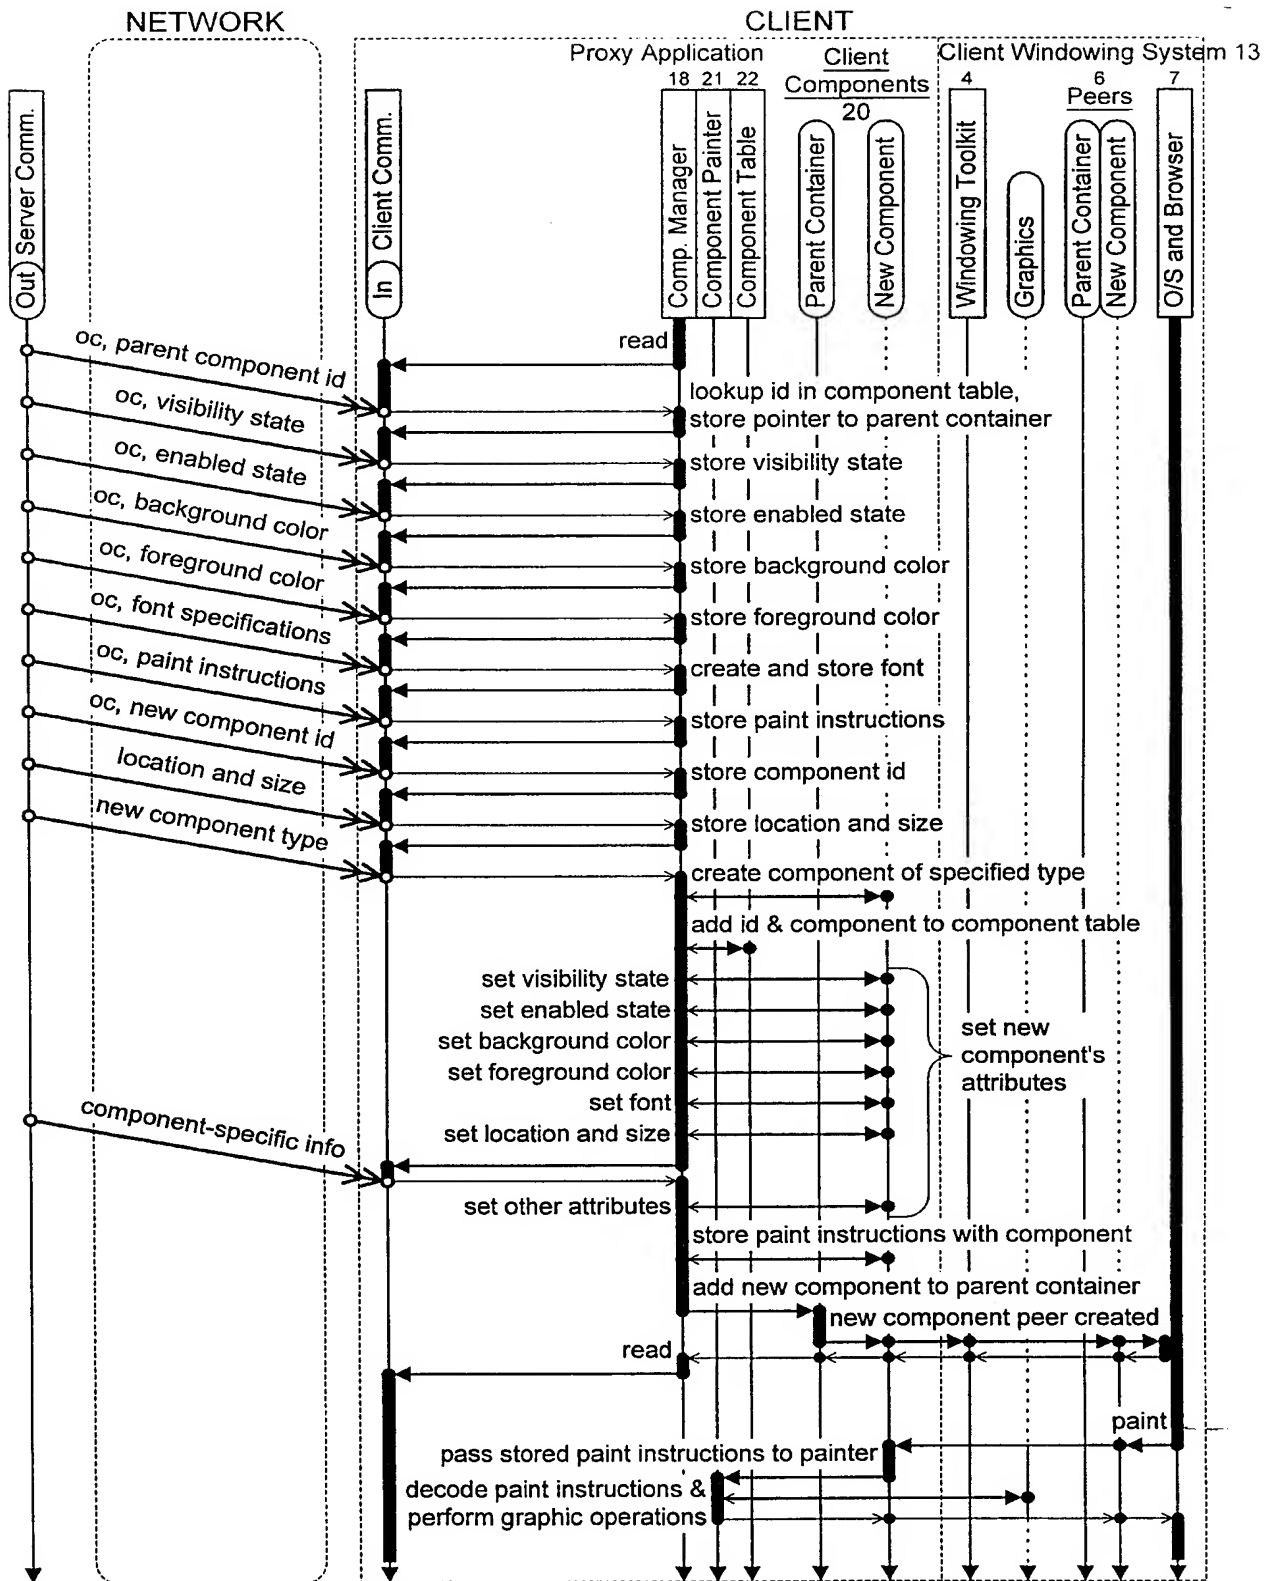 NETWORK
CLIENT
Proxy Application
Client Windowing System 13
18
21
22
Client
Components
20
4
6
Peers
7
Out
Server Comm.
In
Client Comm.
Comp. Manager
Component Painter
Component Table
Parent Container
New Component
Windowing Toolkit
Graphics
Parent Container
New Component
O/S and Browser
read
oc, parent component id
lookup id in component table,
store pointer to parent container
oc, visibility state
store visibility state
oc, enabled state
store enabled state
oc, background color
store background color
oc, foreground color
store foreground color
oc, font specifications
create and store font
oc, paint instructions
store paint instructions
oc, new component id
store component id
location and size
store location and size
new component type
create component of specified type
add id & component to component table
set visibility state
set enabled state
set background color
set foreground color
set font
set location and size
set new
component's
attributes
component-specific info
set other attributes
store paint instructions with component
add new component to parent container
new component peer created
read
paint
pass stored paint instructions to painter
decode paint instructions &
perform graphic operations